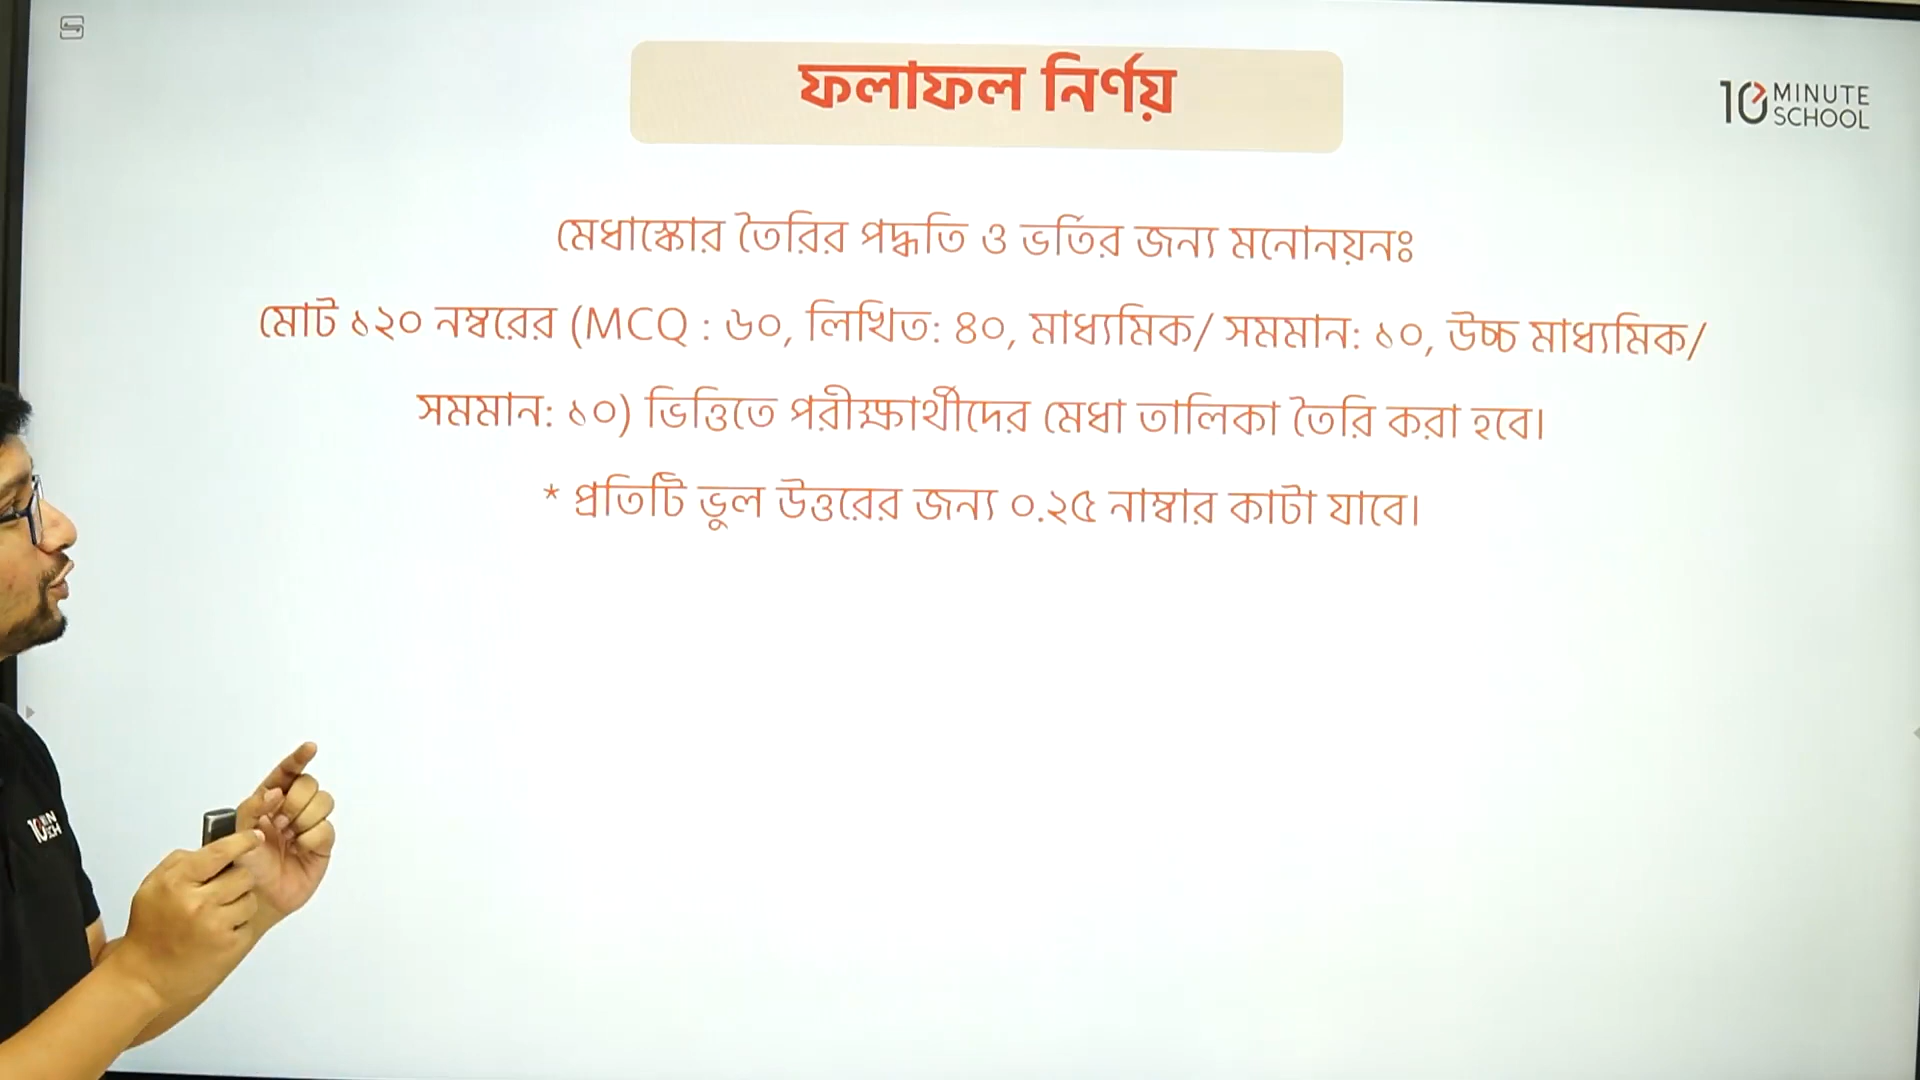 ফলাফল নির্ণয়
10 MINUTE SCHOOL
মেধাস্কোর তৈরির পদ্ধতি ও ভর্তির জন্য মনোনয়নঃ
মোট ১২০ নম্বরের (MCQ : ৬০, লিখিত: ৪০, মাধ্যমিক/ সমমান: ১০, উচ্চ মাধ্যমিক/
সমমান: ১০) ভিত্তিতে পরীক্ষার্থীদের মেধা তালিকা তৈরি করা হবে।
* প্রতিটি ভুল উত্তরের জন্য ০.২৫ নাম্বার কাটা যাবে।